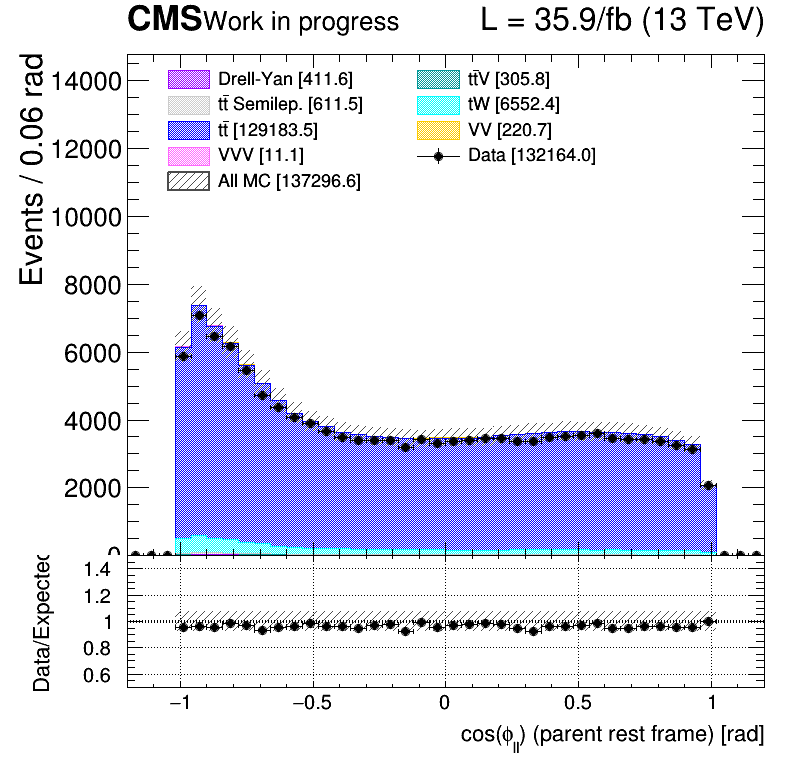 CMS Work in progress L = 35.9/fb (13 TeV)
Events / 0.06 rad
14000
12000
10000
8000
6000
4000
2000
0
Drell-Yan [411.6]
tt̄ Semilep. [611.5]
tt̄ [129183.5]
VVV [11.1]
All MC [137296.6]
tt̄V [305.8]
tW [6552.4]
VV [220.7]
Data [132164.0]
Data/Expected
1.4
1.2
1
0.8
0.6
−1 −0.5 0 0.5 1
cos(ϕ_ll) (parent rest frame) [rad]